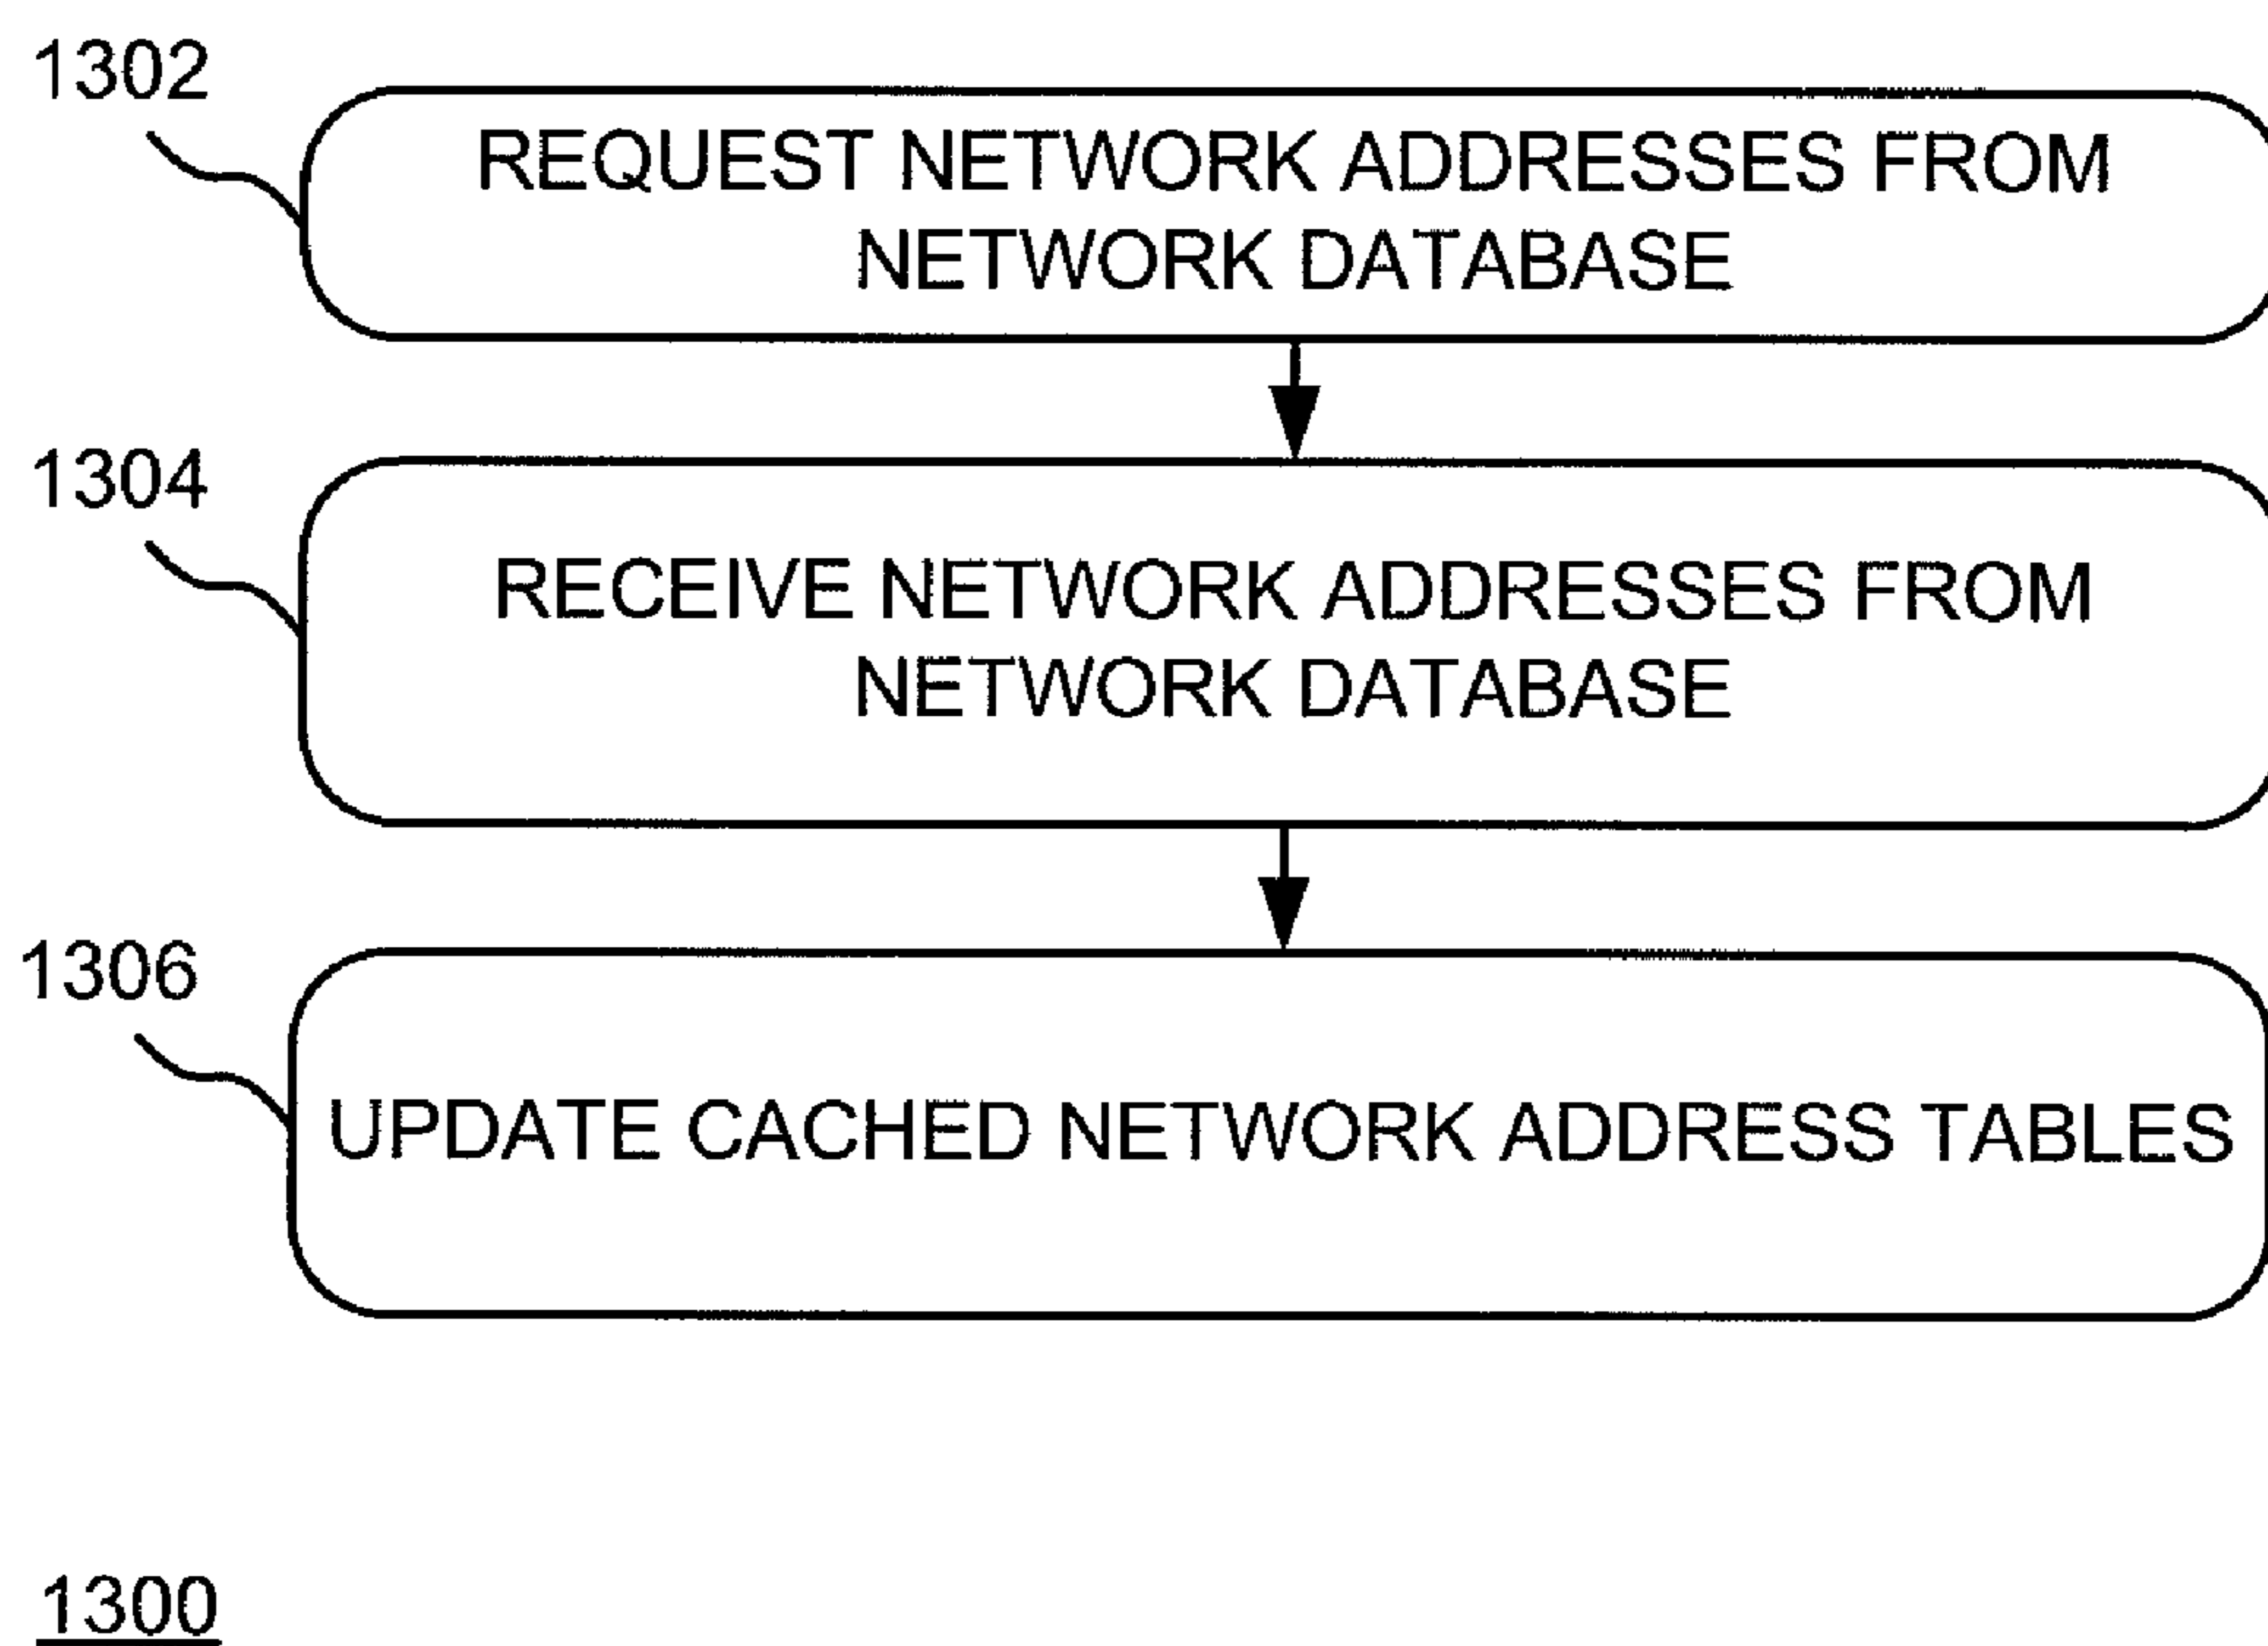 1302
REQUEST NETWORK ADDRESSES FROM
NETWORK DATABASE
1304
RECEIVE NETWORK ADDRESSES FROM
NETWORK DATABASE
1306
UPDATE CACHED NETWORK ADDRESS TABLES
1300